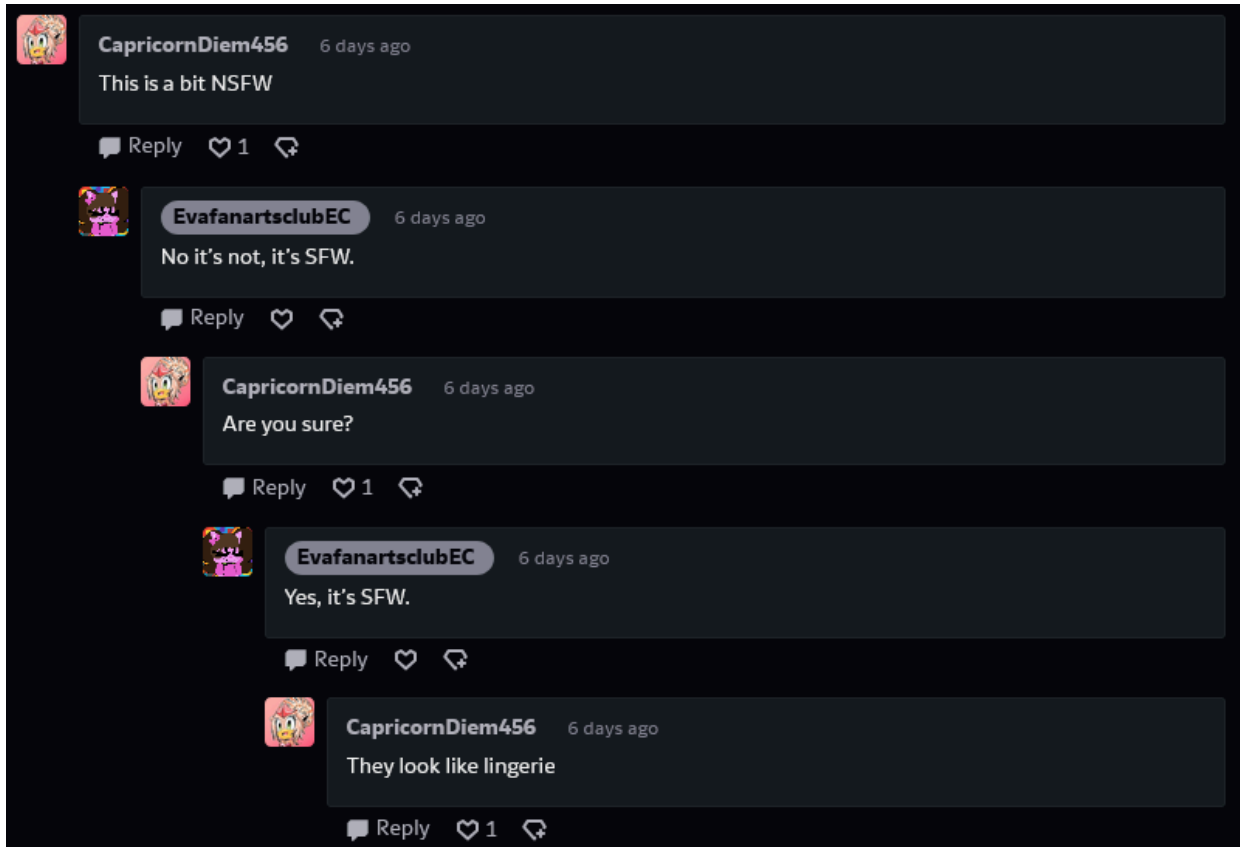 CapricornDiem456 6 days ago
This is a bit NSFW
Reply 1
EvafanartsclubEC 6 days ago
No it’s not, it’s SFW.
Reply
CapricornDiem456 6 days ago
Are you sure?
Reply 1
EvafanartsclubEC 6 days ago
Yes, it’s SFW.
Reply
CapricornDiem456 6 days ago
They look like lingerie
Reply 1